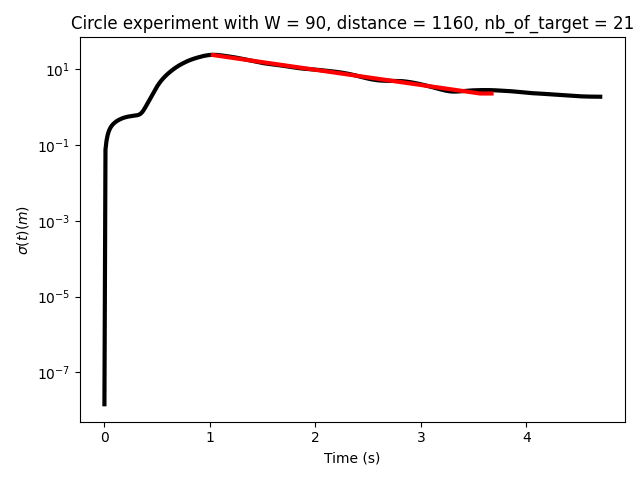 Circle experiment with W = 90, distance = 1160, nb_of_target = 21
σ(t)(m)
10¹
10⁻¹
10⁻³
10⁻⁵
10⁻⁷
0 1 2 3 4
Time (s)